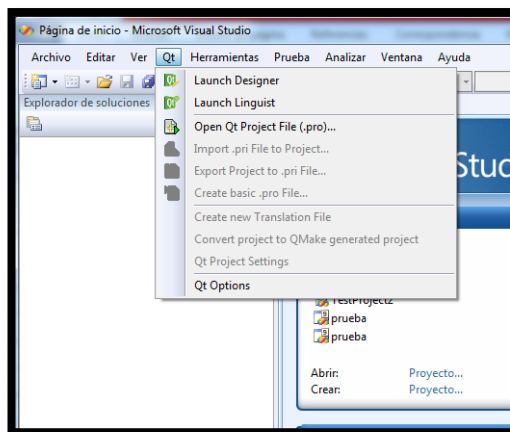 Página de inicio - Microsoft Visual Studio
Archivo Editar Ver Qt Herramientas Prueba Analizar Ventana Ayuda
Explorador de soluciones
Launch Designer
Launch Linguist
Open Qt Project File (.pro)...
Import .pri File to Project...
Export Project to .pri File...
Create basic .pro File...
Create new Translation File
Convert project to QMake generated project
Qt Project Settings
Qt Options
Stud
TestProject2
prueba
prueba
Abrir: Proyecto...
Crear: Proyecto...